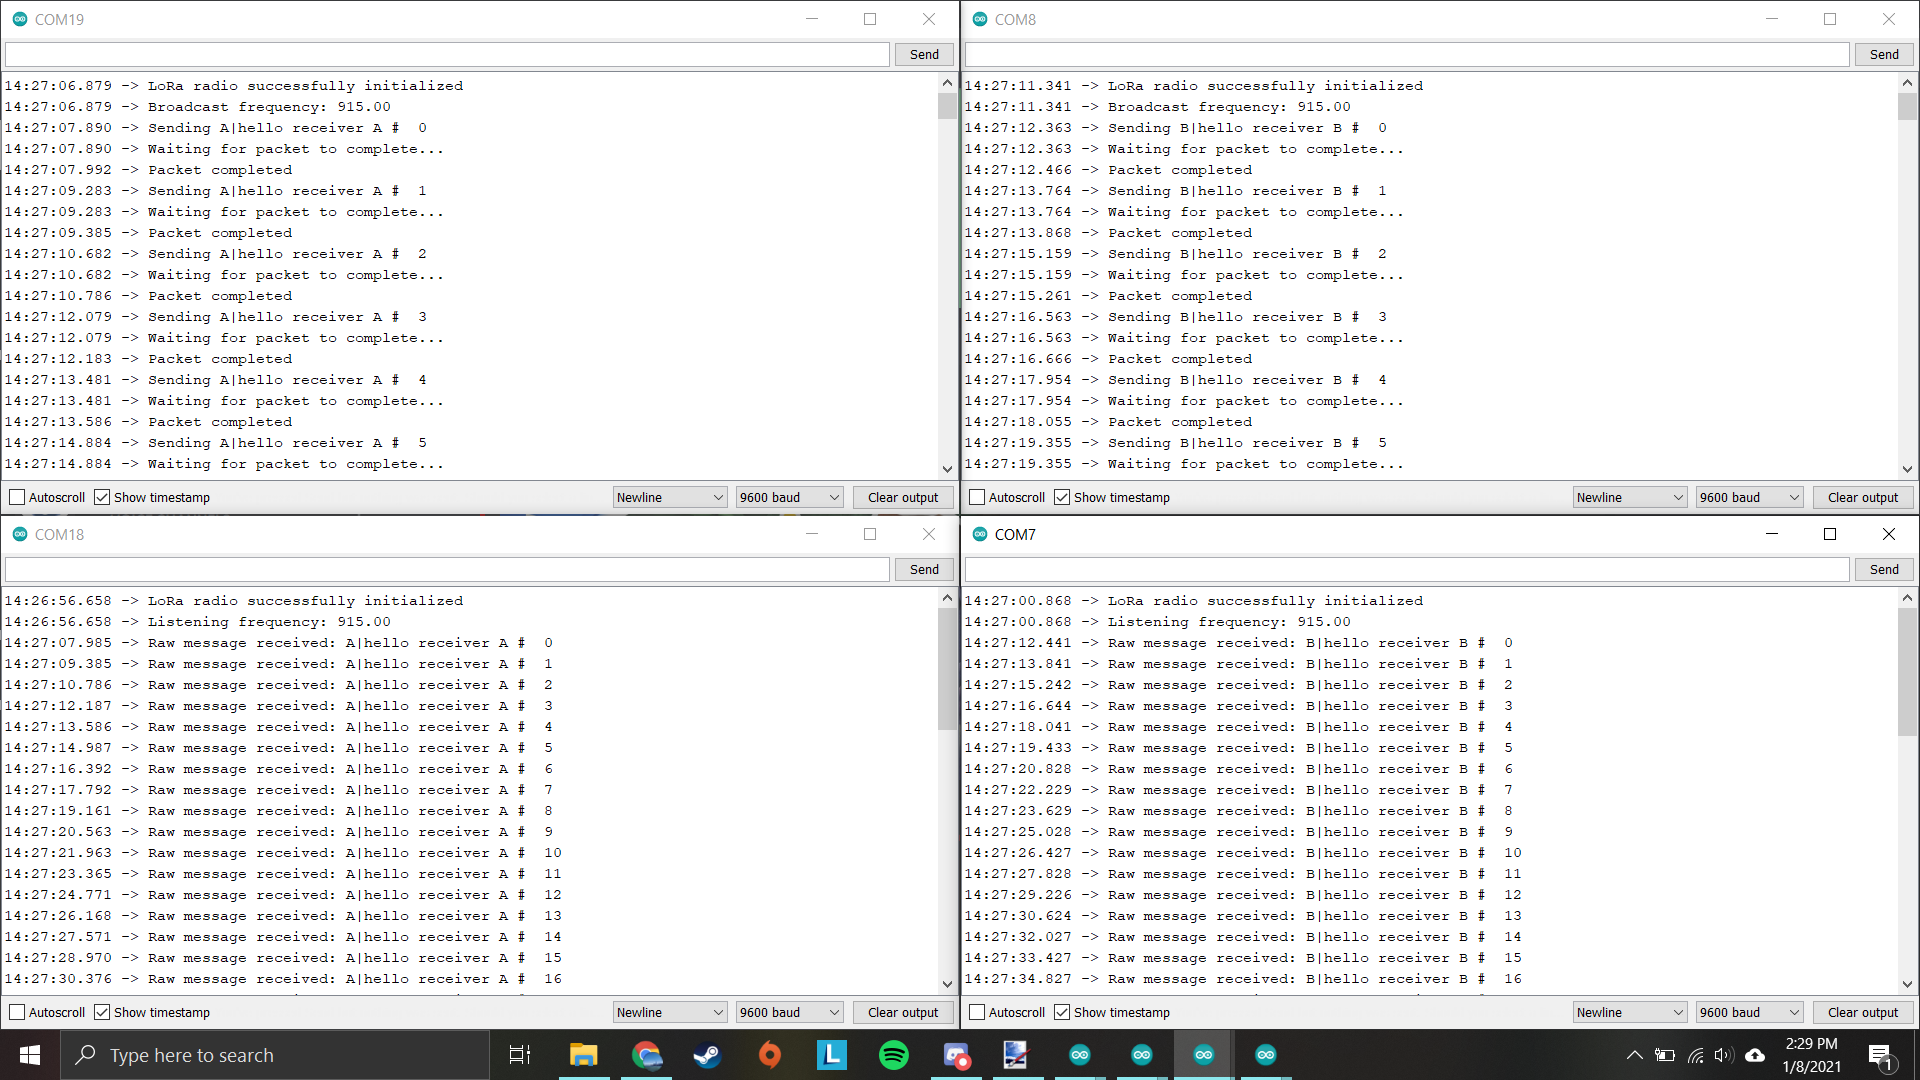 COM19
Send
14:27:06.879 -> LoRa radio successfully initialized
14:27:06.879 -> Broadcast frequency: 915.00
14:27:07.890 -> Sending A|hello receiver A #  0
14:27:07.890 -> Waiting for packet to complete...
14:27:07.992 -> Packet completed
14:27:09.283 -> Sending A|hello receiver A #  1
14:27:09.283 -> Waiting for packet to complete...
14:27:09.385 -> Packet completed
14:27:10.682 -> Sending A|hello receiver A #  2
14:27:10.682 -> Waiting for packet to complete...
14:27:10.786 -> Packet completed
14:27:12.079 -> Sending A|hello receiver A #  3
14:27:12.079 -> Waiting for packet to complete...
14:27:12.183 -> Packet completed
14:27:13.481 -> Sending A|hello receiver A #  4
14:27:13.481 -> Waiting for packet to complete...
14:27:13.586 -> Packet completed
14:27:14.884 -> Sending A|hello receiver A #  5
14:27:14.884 -> Waiting for packet to complete...
Autoscroll Show timestamp Newline 9600 baud Clear output
COM8
Send
14:27:11.341 -> LoRa radio successfully initialized
14:27:11.341 -> Broadcast frequency: 915.00
14:27:12.363 -> Sending B|hello receiver B #  0
14:27:12.363 -> Waiting for packet to complete...
14:27:12.466 -> Packet completed
14:27:13.764 -> Sending B|hello receiver B #  1
14:27:13.764 -> Waiting for packet to complete...
14:27:13.868 -> Packet completed
14:27:15.159 -> Sending B|hello receiver B #  2
14:27:15.159 -> Waiting for packet to complete...
14:27:15.261 -> Packet completed
14:27:16.563 -> Sending B|hello receiver B #  3
14:27:16.563 -> Waiting for packet to complete...
14:27:16.666 -> Packet completed
14:27:17.954 -> Sending B|hello receiver B #  4
14:27:17.954 -> Waiting for packet to complete...
14:27:18.055 -> Packet completed
14:27:19.355 -> Sending B|hello receiver B #  5
14:27:19.355 -> Waiting for packet to complete...
Autoscroll Show timestamp Newline 9600 baud Clear output
COM18
Send
14:26:56.658 -> LoRa radio successfully initialized
14:26:56.658 -> Listening frequency: 915.00
14:27:07.985 -> Raw message received: A|hello receiver A #  0
14:27:09.385 -> Raw message received: A|hello receiver A #  1
14:27:10.786 -> Raw message received: A|hello receiver A #  2
14:27:12.187 -> Raw message received: A|hello receiver A #  3
14:27:13.586 -> Raw message received: A|hello receiver A #  4
14:27:14.987 -> Raw message received: A|hello receiver A #  5
14:27:16.392 -> Raw message received: A|hello receiver A #  6
14:27:17.792 -> Raw message received: A|hello receiver A #  7
14:27:19.161 -> Raw message received: A|hello receiver A #  8
14:27:20.563 -> Raw message received: A|hello receiver A #  9
14:27:21.963 -> Raw message received: A|hello receiver A #  10
14:27:23.365 -> Raw message received: A|hello receiver A #  11
14:27:24.771 -> Raw message received: A|hello receiver A #  12
14:27:26.168 -> Raw message received: A|hello receiver A #  13
14:27:27.571 -> Raw message received: A|hello receiver A #  14
14:27:28.970 -> Raw message received: A|hello receiver A #  15
14:27:30.376 -> Raw message received: A|hello receiver A #  16
Autoscroll Show timestamp Newline 9600 baud Clear output
COM7
Send
14:27:00.868 -> LoRa radio successfully initialized
14:27:00.868 -> Listening frequency: 915.00
14:27:12.441 -> Raw message received: B|hello receiver B #  0
14:27:13.841 -> Raw message received: B|hello receiver B #  1
14:27:15.242 -> Raw message received: B|hello receiver B #  2
14:27:16.644 -> Raw message received: B|hello receiver B #  3
14:27:18.041 -> Raw message received: B|hello receiver B #  4
14:27:19.433 -> Raw message received: B|hello receiver B #  5
14:27:20.828 -> Raw message received: B|hello receiver B #  6
14:27:22.229 -> Raw message received: B|hello receiver B #  7
14:27:23.629 -> Raw message received: B|hello receiver B #  8
14:27:25.028 -> Raw message received: B|hello receiver B #  9
14:27:26.427 -> Raw message received: B|hello receiver B #  10
14:27:27.828 -> Raw message received: B|hello receiver B #  11
14:27:29.226 -> Raw message received: B|hello receiver B #  12
14:27:30.624 -> Raw message received: B|hello receiver B #  13
14:27:32.027 -> Raw message received: B|hello receiver B #  14
14:27:33.427 -> Raw message received: B|hello receiver B #  15
14:27:34.827 -> Raw message received: B|hello receiver B #  16
Autoscroll Show timestamp Newline 9600 baud Clear output
Type here to search
L
2:29 PM
1/8/2021
1